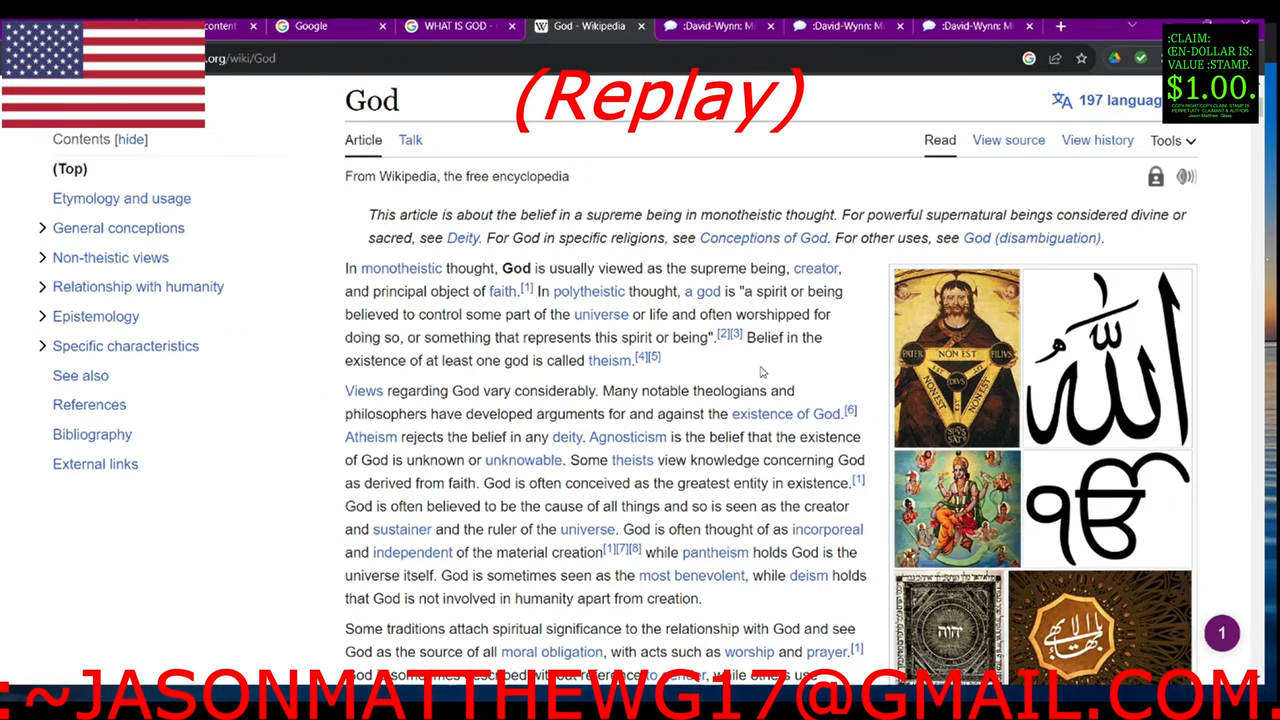 content
Google
WHAT IS GOD -
God - Wikipedia
:David-Wynn: Mi
:David-Wynn: Mi
:David-Wynn: Mi
.org/wiki/God
:CLAIM:
ŒN-DOLLAR IS:
VALUE :STAMP.
$1.00.
(Replay)
God
197 languag
Contents [hide]
Article
Talk
Read
View source
View history
Tools
(Top)
From Wikipedia, the free encyclopedia
Etymology and usage
General conceptions
Non-theistic views
Relationship with humanity
Epistemology
Specific characteristics
See also
References
Bibliography
External links
This article is about the belief in a supreme being in monotheistic thought. For powerful supernatural beings considered divine or
sacred, see Deity. For God in specific religions, see Conceptions of God. For other uses, see God (disambiguation).
In monotheistic thought, God is usually viewed as the supreme being, creator,
and principal object of faith.[1] In polytheistic thought, a god is "a spirit or being
believed to control some part of the universe or life and often worshipped for
doing so, or something that represents this spirit or being".[2][3] Belief in the
existence of at least one god is called theism.[4][5]
Views regarding God vary considerably. Many notable theologians and
philosophers have developed arguments for and against the existence of God.[6]
Atheism rejects the belief in any deity. Agnosticism is the belief that the existence
of God is unknown or unknowable. Some theists view knowledge concerning God
as derived from faith. God is often conceived as the greatest entity in existence.[1]
God is often believed to be the cause of all things and so is seen as the creator
and sustainer and the ruler of the universe. God is often thought of as incorporeal
and independent of the material creation[1][7][8] while pantheism holds God is the
universe itself. God is sometimes seen as the most benevolent, while deism holds
that God is not involved in humanity apart from creation.
Some traditions attach spiritual significance to the relationship with God and see
God as the source of all moral obligation, with acts such as worship and prayer.[1]
PATER NON EST FILIVS
NON EST
DEVS
EST
NON EST
الله
ੴ
יהוה
1
:~JASONMATTHEWG17@GMAIL.COM.